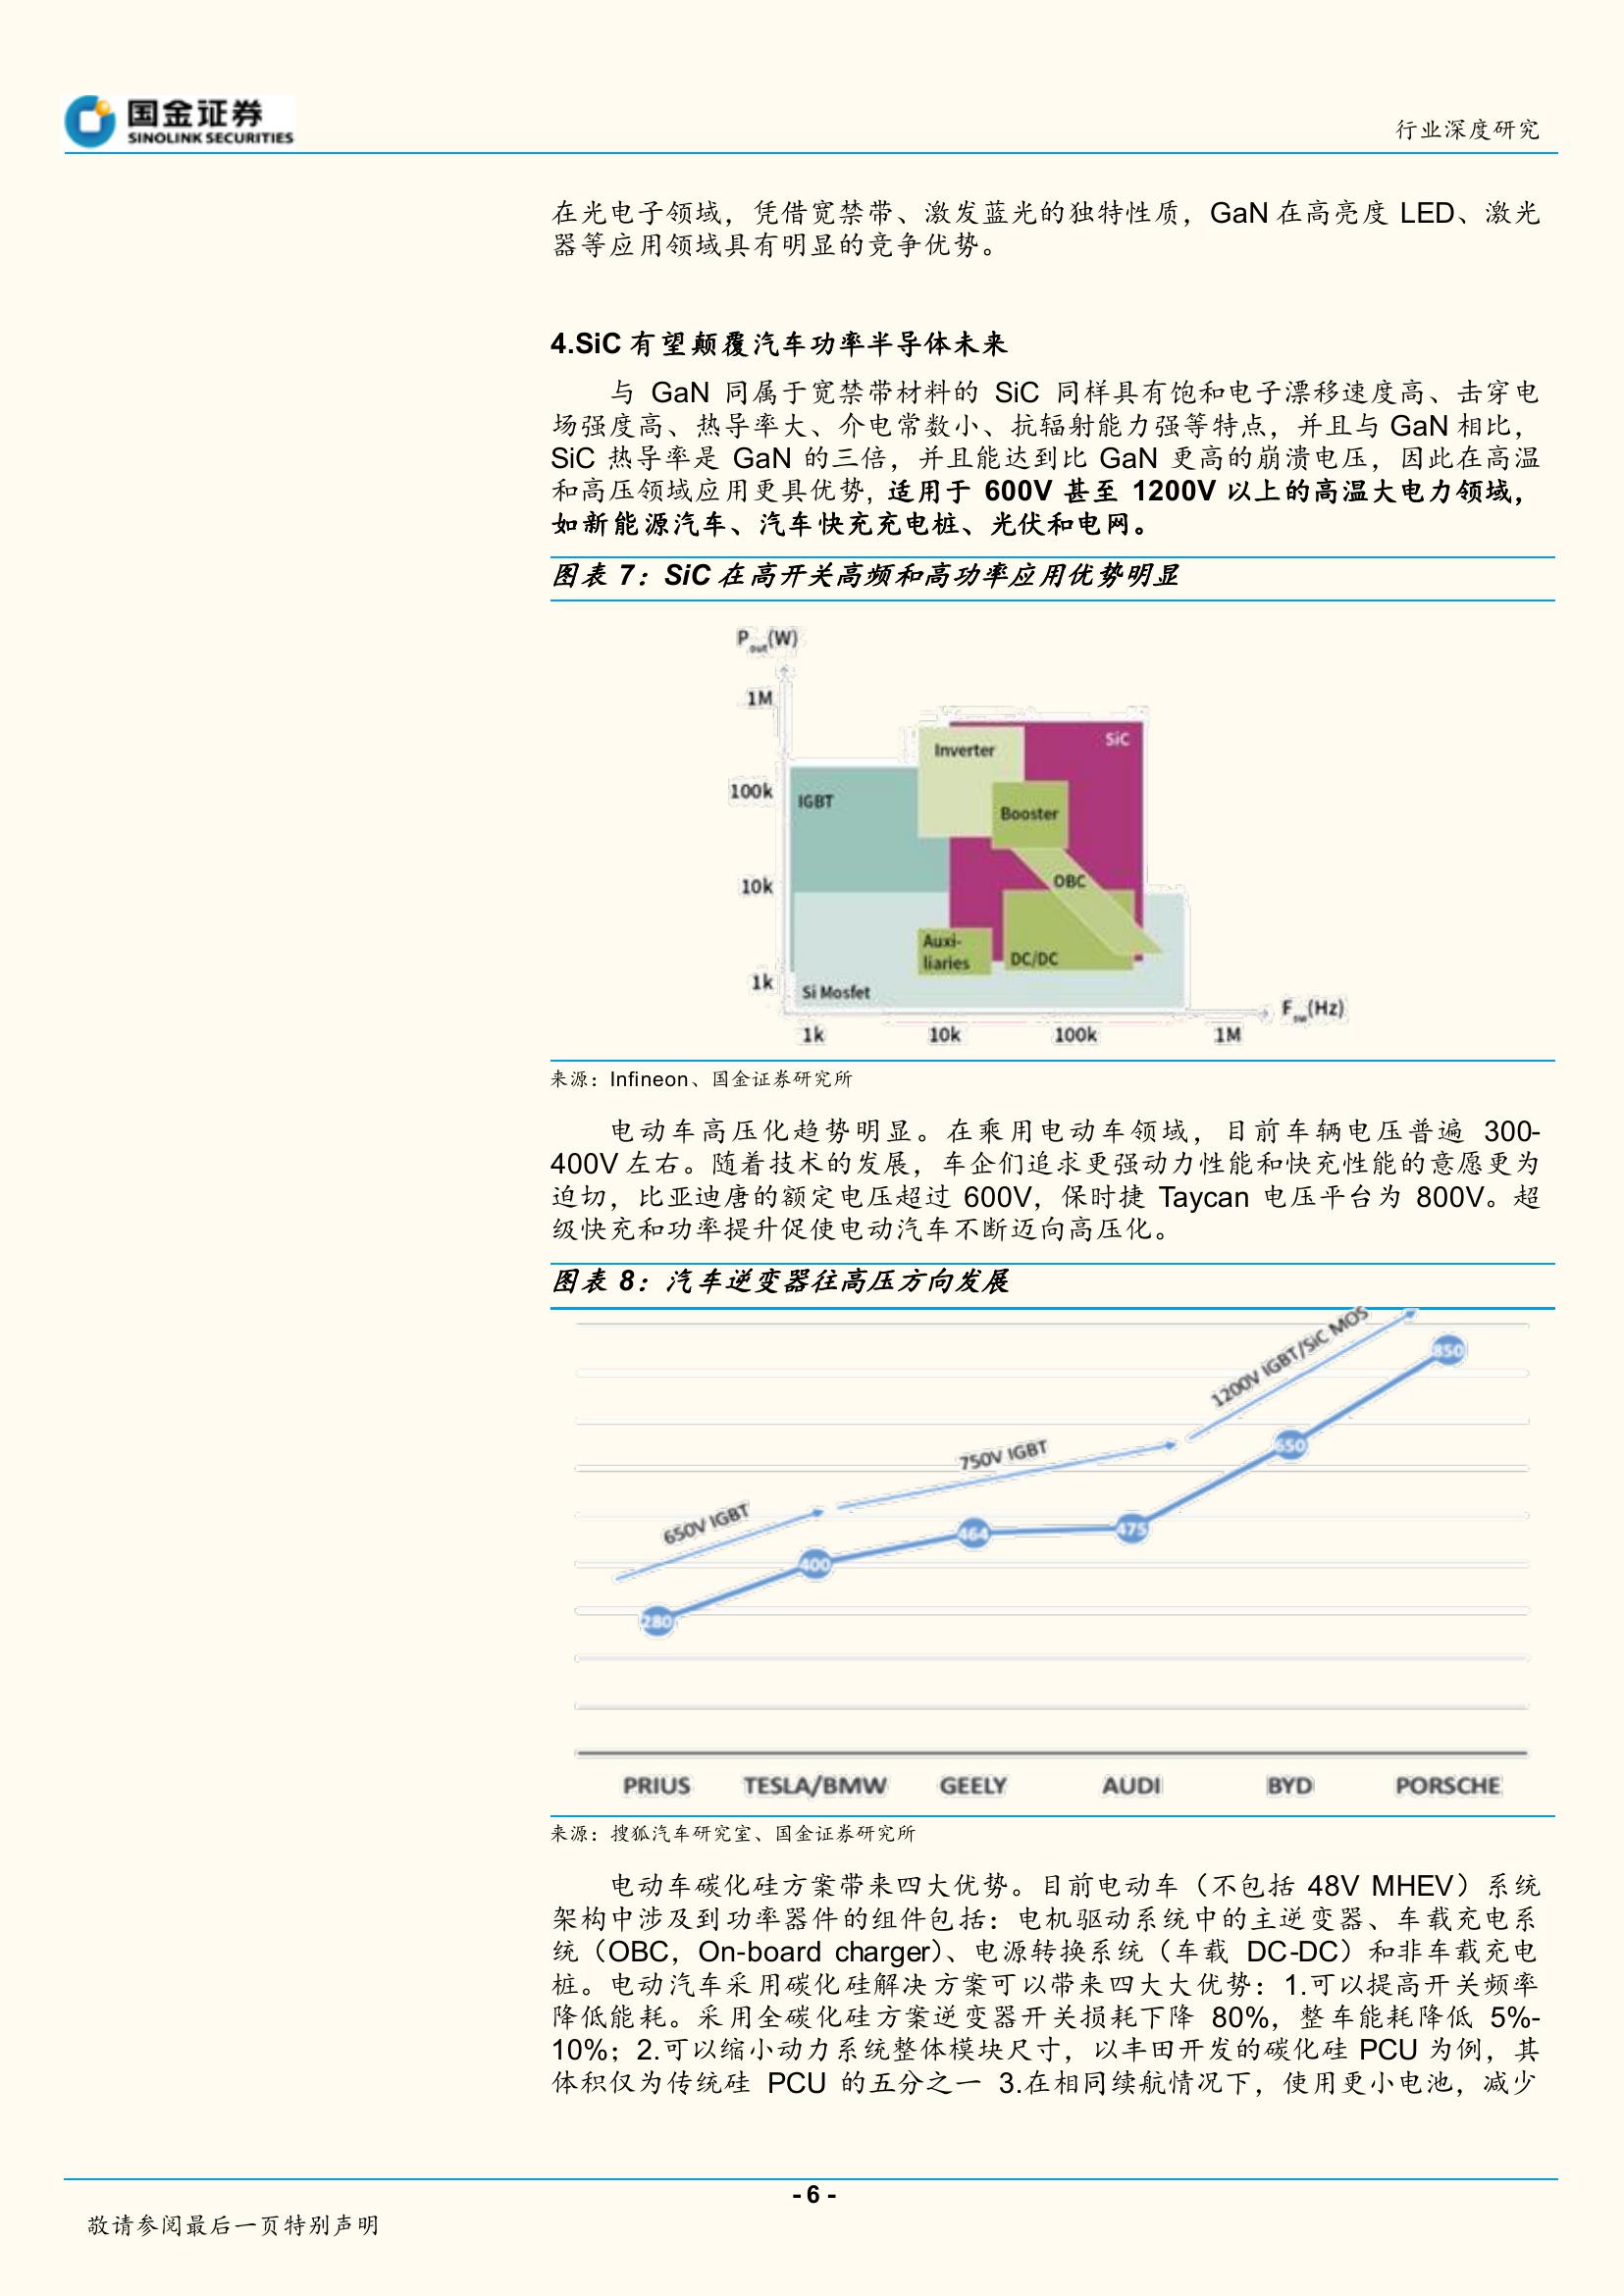 国金证券
SINOLINK SECURITIES
行业深度研究
在光电子领域，凭借宽禁带、激发蓝光的独特性质，GaN 在高亮度 LED、激光
器等应用领域具有明显的竞争优势。
4.SiC 有望颠覆汽车功率半导体未来
与 GaN 同属于宽禁带材料的 SiC 同样具有饱和电子漂移速度高、击穿电
场强度高、热导率大、介电常数小、抗辐射能力强等特点，并且与 GaN 相比，
SiC 热导率是 GaN 的三倍，并且能达到比 GaN 更高的崩溃电压，因此在高温
和高压领域应用更具优势，适用于 600V 甚至 1200V 以上的高温大电力领域，
如新能源汽车、汽车快充充电桩、光伏和电网。
图表 7：SiC 在高开关高频和高功率应用优势明显
Pout(W)
1M
SiC
Inverter
100k
IGBT
Booster
OBC
10k
Auxi-
liaries
DC/DC
1k
Si Mosfet
Fsw(Hz)
1k 10k 100k 1M
来源：Infineon、国金证券研究所
电动车高压化趋势明显。在乘用电动车领域，目前车辆电压普遍 300-
400V 左右。随着技术的发展，车企们追求更强动力性能和快充性能的意愿更为
迫切，比亚迪唐的额定电压超过 600V，保时捷 Taycan 电压平台为 800V。超
级快充和功率提升促使电动汽车不断迈向高压化。
图表 8：汽车逆变器往高压方向发展
1200V iGBT/SiC MOS
850
750V IGBT
650
650V IGBT
464
475
400
280
PRIUS TESLA/BMW GEELY AUDI BYD PORSCHE
来源：搜狐汽车研究室、国金证券研究所
电动车碳化硅方案带来四大优势。目前电动车（不包括 48V MHEV）系统
架构中涉及到功率器件的组件包括：电机驱动系统中的主逆变器、车载充电系
统（OBC，On-board charger）、电源转换系统（车载 DC-DC）和非车载充电
桩。电动汽车采用碳化硅解决方案可以带来四大大优势：1.可以提高开关频率
降低能耗。采用全碳化硅方案逆变器开关损耗下降 80%，整车能耗降低 5%-
10%；2.可以缩小动力系统整体模块尺寸，以丰田开发的碳化硅 PCU 为例，其
体积仅为传统硅 PCU 的五分之一 3.在相同续航情况下，使用更小电池，减少
- 6 -
敬请参阅最后一页特别声明